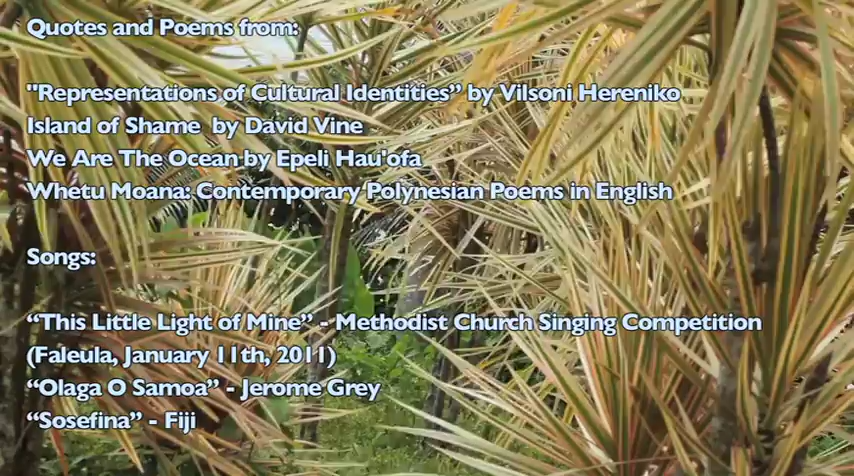 Quotes and Poems from:
"Representations of Cultural Identities” by Vilsoni Hereniko
Island of Shame by David Vine
We Are The Ocean by Epeli Hau'ofa
Whetu Moana: Contemporary Polynesian Poems in English
Songs:
“This Little Light of Mine” - Methodist Church Singing Competition
(Faleula, January 11th, 2011)
“Olaga O Samoa” - Jerome Grey
“Sosefina” - Fiji